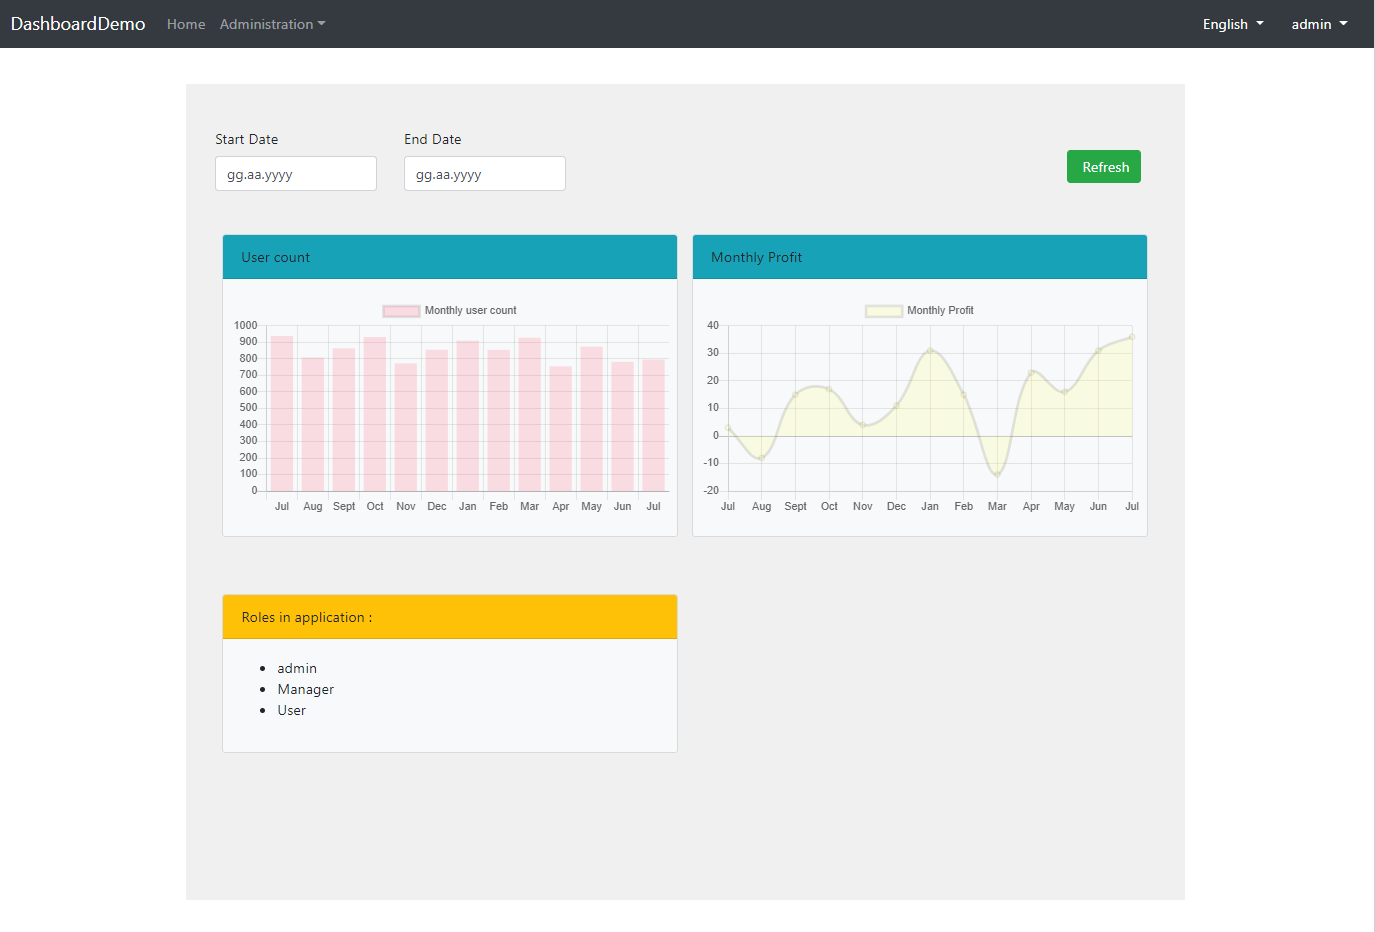 DashboardDemo Home Administration English admin
Start Date End Date
gg.aa.yyyy gg.aa.yyyy Refresh
User count
Monthly user count
1000
900
800
700
600
500
400
300
200
100
0
Jul Aug Sept Oct Nov Dec Jan Feb Mar Apr May Jun Jul
Monthly Profit
Monthly Profit
40
30
20
10
0
-10
-20
Jul Aug Sept Oct Nov Dec Jan Feb Mar Apr May Jun Jul
Roles in application :
admin
Manager
User